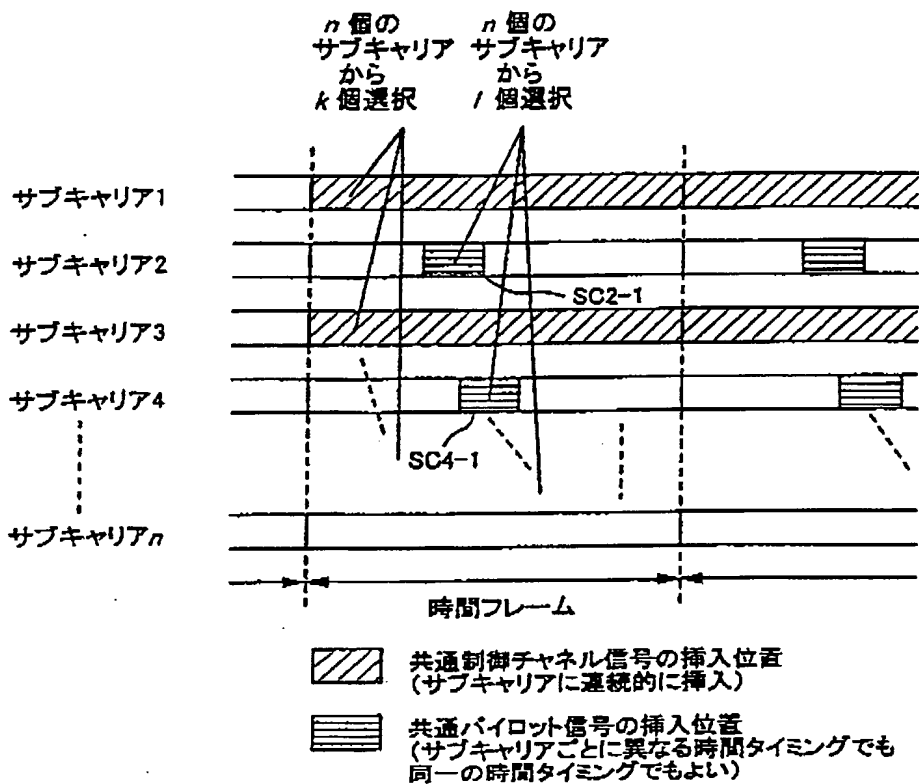 n 個の
サブキャリア
から
k 個選択
n 個の
サブキャリア
から
l 個選択
サブキャリア1
サブキャリア2
SC2-1
サブキャリア3
サブキャリア4
SC4-1
サブキャリアn
時間フレーム
共通制御チャネル信号の挿入位置
(サブキャリアに連続的に挿入)
共通パイロット信号の挿入位置
(サブキャリアごとに異なる時間タイミングでも
同一の時間タイミングでもよい)